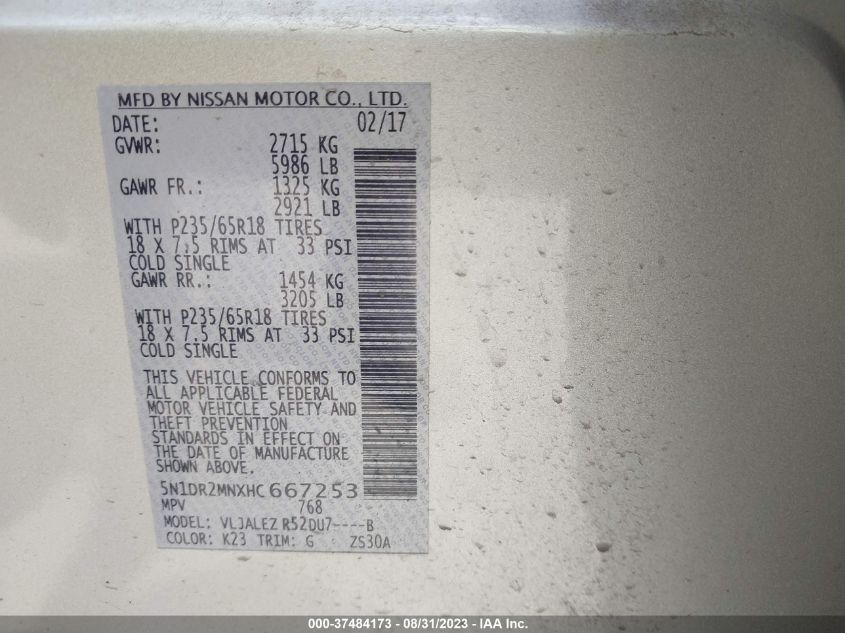 MFD BY NISSAN MOTOR CO., LTD.
DATE: 02/17
GVWR: 2715 KG
5986 LB
GAWR FR.: 1325 KG
2921 LB
WITH P235/65R18 TIRES
18 X 7.5 RIMS AT 33 PSI
COLD SINGLE
GAWR RR.: 1454 KG
3205 LB
WITH P235/65R18 TIRES
18 X 7.5 RIMS AT 33 PSI
COLD SINGLE
THIS VEHICLE CONFORMS TO
ALL APPLICABLE FEDERAL
MOTOR VEHICLE SAFETY AND
THEFT PREVENTION
STANDARDS IN EFFECT ON
THE DATE OF MANUFACTURE
SHOWN ABOVE.
5N1DR2MNXHC667253
MPV 768
MODEL: VLJALEZ R52DU7----B
COLOR: K23 TRIM: G ZS30A
000-37484173 - 08/31/2023 - IAA Inc.